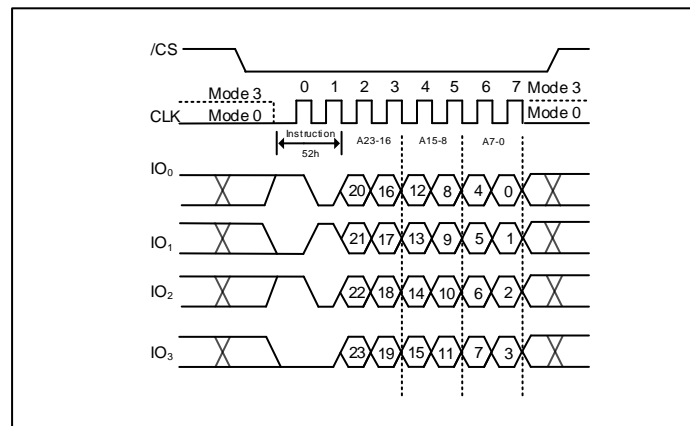 /CS
0 1 2 3 4 5 6 7
Mode 3 Mode 3
CLK Mode 0 Mode 0
Instruction A23-16 A15-8 A7-0
52h
IO0
20 16 12 8 4 0
IO1
21 17 13 9 5 1
IO2
22 18 14 10 6 2
IO3
23 19 15 11 7 3